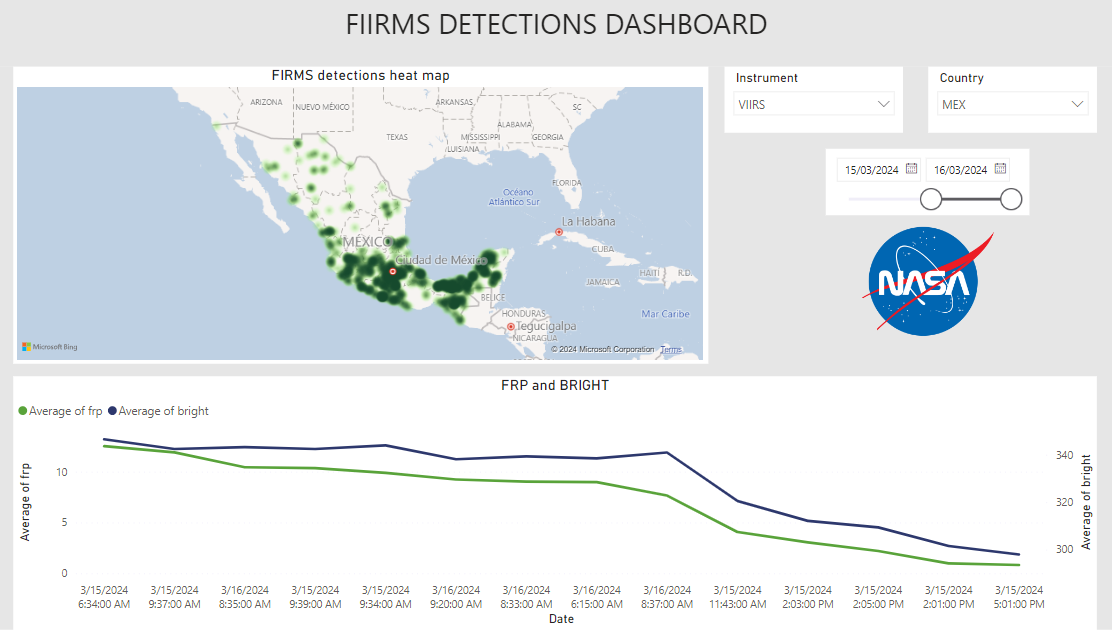 FIIRMS DETECTIONS DASHBOARD
FIRMS detections heat map
ARIZONA
NUEVO MÉXICO
ARKANSAS
SC
ALABAMA
TEXAS
MISSISSIPPI
GEORGIA
LUISIANA
FLORIDA
Océano
Atlántico Sur
La Habana
MÉXICO
CUBA
Ciudad de México
HAITÍ
R.D.
JAMAICA
BELICE
HONDURAS
Mar Caribe
Tegucigalpa
NICARAGUA
Microsoft Bing
© 2024 Microsoft Corporation Terms
Instrument
VIIRS
Country
MEX
15/03/2024
16/03/2024
NASA
FRP and BRIGHT
Average of frp
Average of bright
Average of frp
10
5
0
340
320
300
Average of bright
3/15/2024 3/15/2024 3/16/2024 3/15/2024 3/15/2024 3/16/2024 3/16/2024 3/16/2024 3/16/2024 3/15/2024 3/15/2024 3/15/2024 3/15/2024 3/15/2024
6:34:00 AM 9:37:00 AM 8:35:00 AM 9:39:00 AM 9:34:00 AM 9:20:00 AM 8:33:00 AM 6:15:00 AM 8:37:00 AM 11:43:00 AM 2:03:00 PM 2:05:00 PM 2:01:00 PM 5:01:00 PM
Date